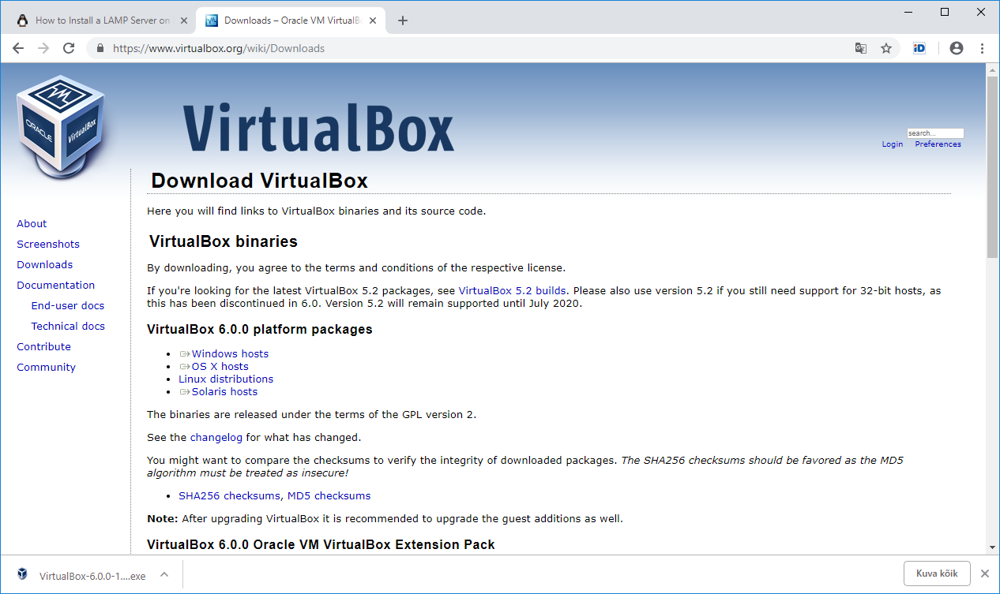 How to Install a LAMP Server on
Downloads – Oracle VM VirtualBo
https://www.virtualbox.org/wiki/Downloads
iD
VM
ORACLE
VirtualBox
VirtualBox
search...
Login Preferences
Download VirtualBox
Here you will find links to VirtualBox binaries and its source code.
About
Screenshots
Downloads
Documentation
End-user docs
Technical docs
Contribute
Community
VirtualBox binaries
By downloading, you agree to the terms and conditions of the respective license.
If you're looking for the latest VirtualBox 5.2 packages, see VirtualBox 5.2 builds. Please also use version 5.2 if you still need support for 32-bit hosts, as
this has been discontinued in 6.0. Version 5.2 will remain supported until July 2020.
VirtualBox 6.0.0 platform packages
Windows hosts
OS X hosts
Linux distributions
Solaris hosts
The binaries are released under the terms of the GPL version 2.
See the changelog for what has changed.
You might want to compare the checksums to verify the integrity of downloaded packages. The SHA256 checksums should be favored as the MD5
algorithm must be treated as insecure!
SHA256 checksums, MD5 checksums
Note: After upgrading VirtualBox it is recommended to upgrade the guest additions as well.
VirtualBox 6.0.0 Oracle VM VirtualBox Extension Pack
VirtualBox-6.0.0-1....exe
Kuva kõik